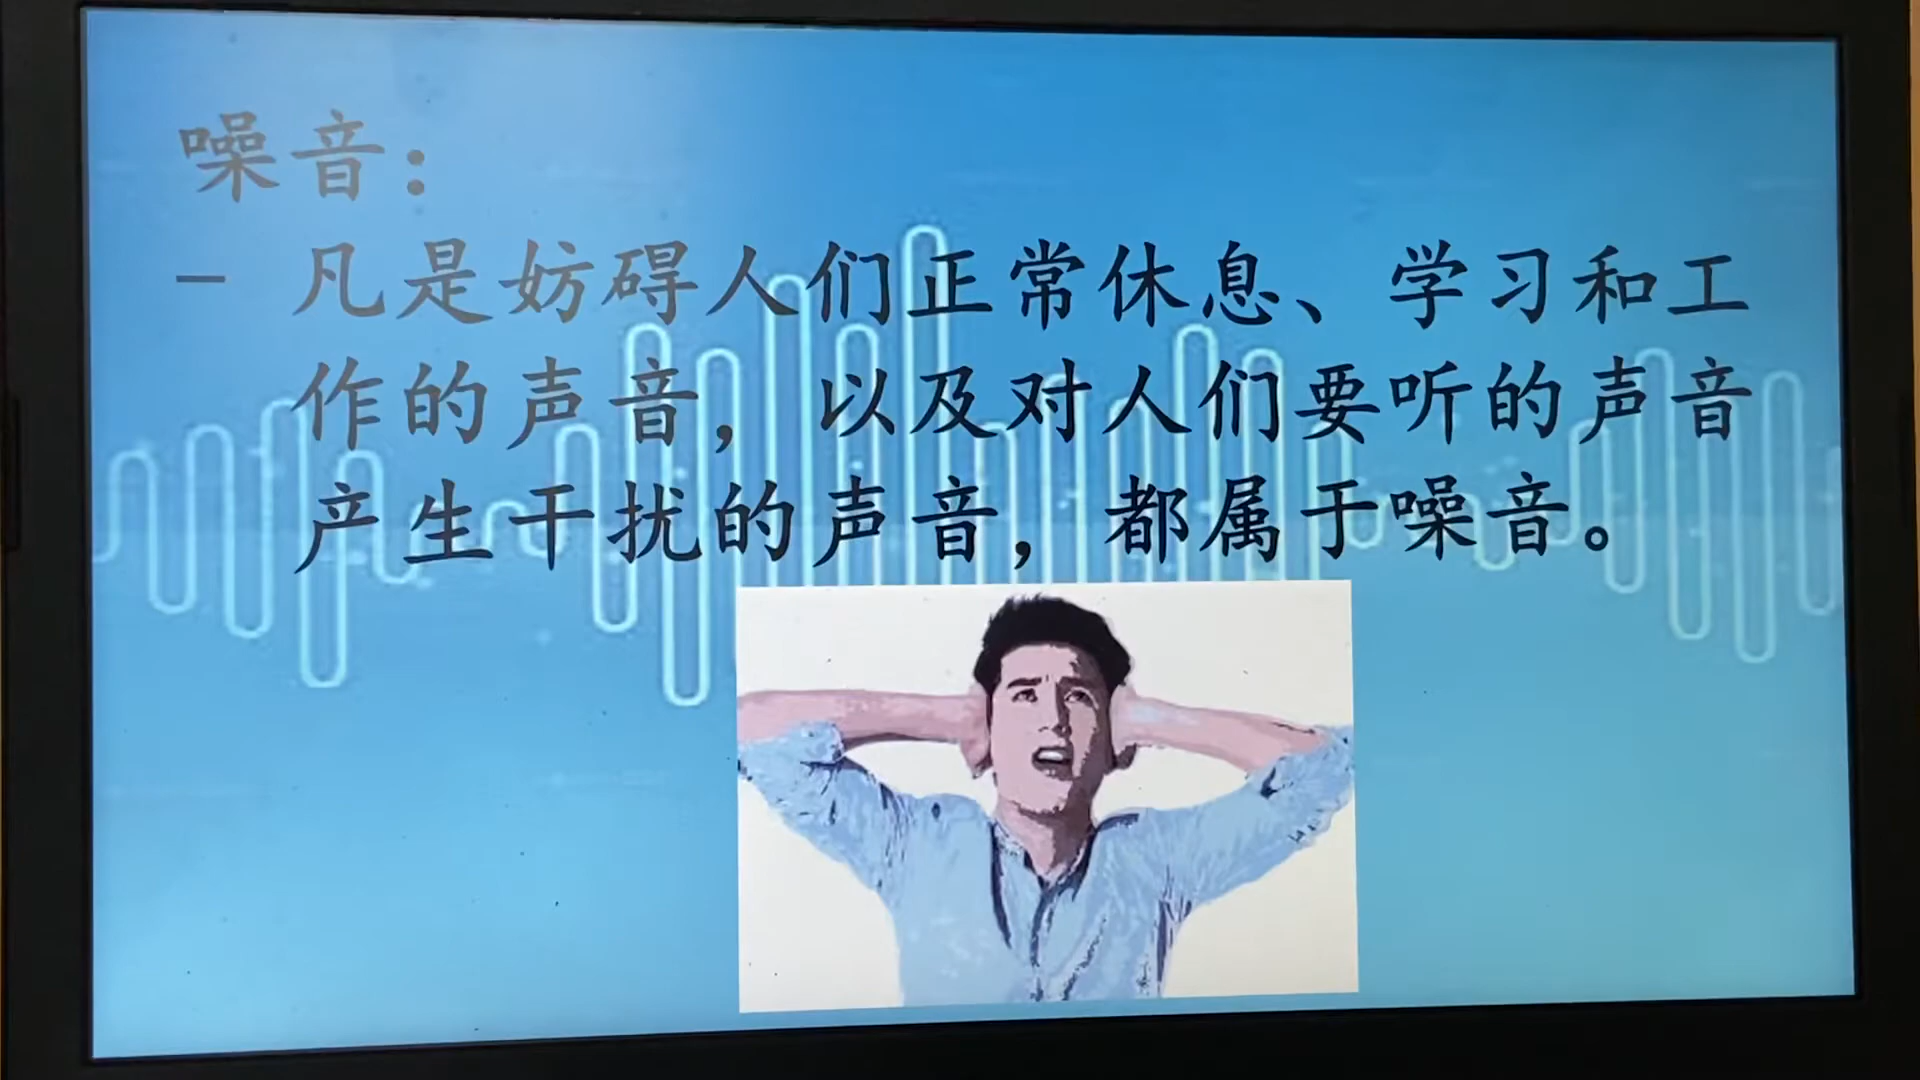 噪音：
- 凡是妨碍人们正常休息、学习和工
作的声音，以及对人们要听的声音
产生干扰的声音，都属于噪音。